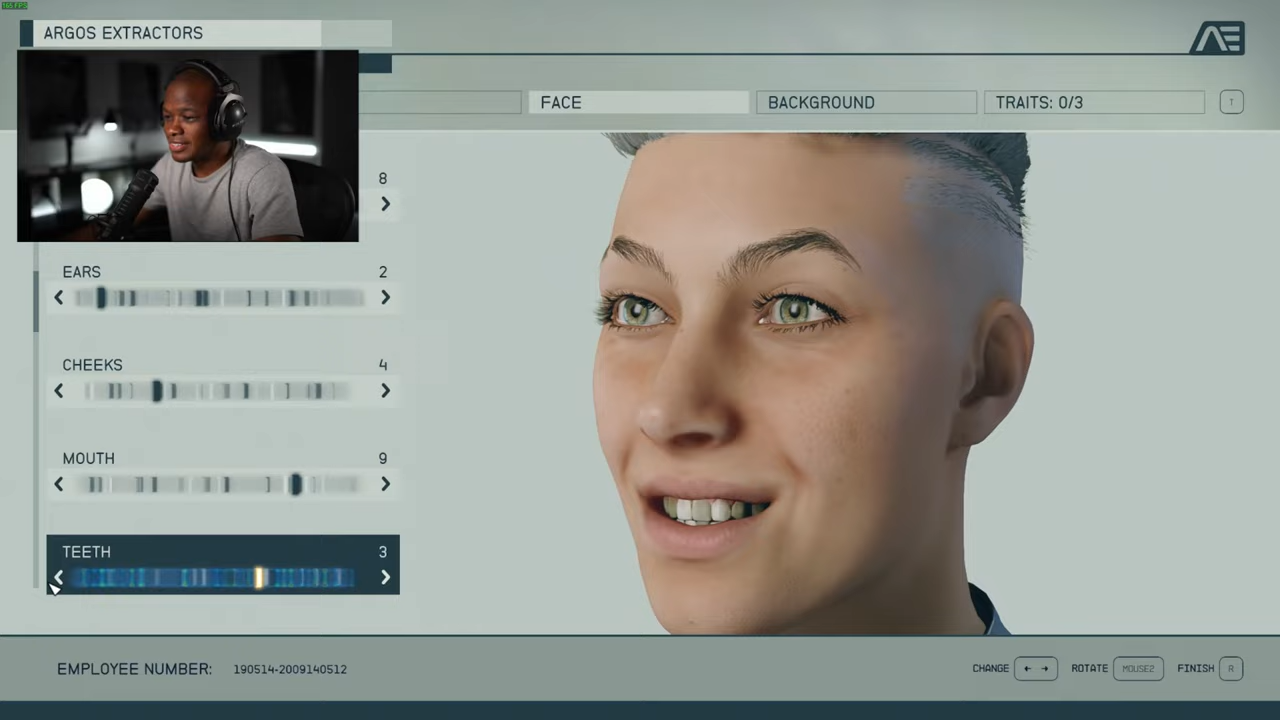 ARGOS EXTRACTORS
AE
FACE
BACKGROUND
TRAITS: 0/3
T
8
EARS
2
CHEEKS
4
MOUTH
9
TEETH
3
EMPLOYEE NUMBER: 190514-2009140512
CHANGE
ROTATE MOUSE2
FINISH R